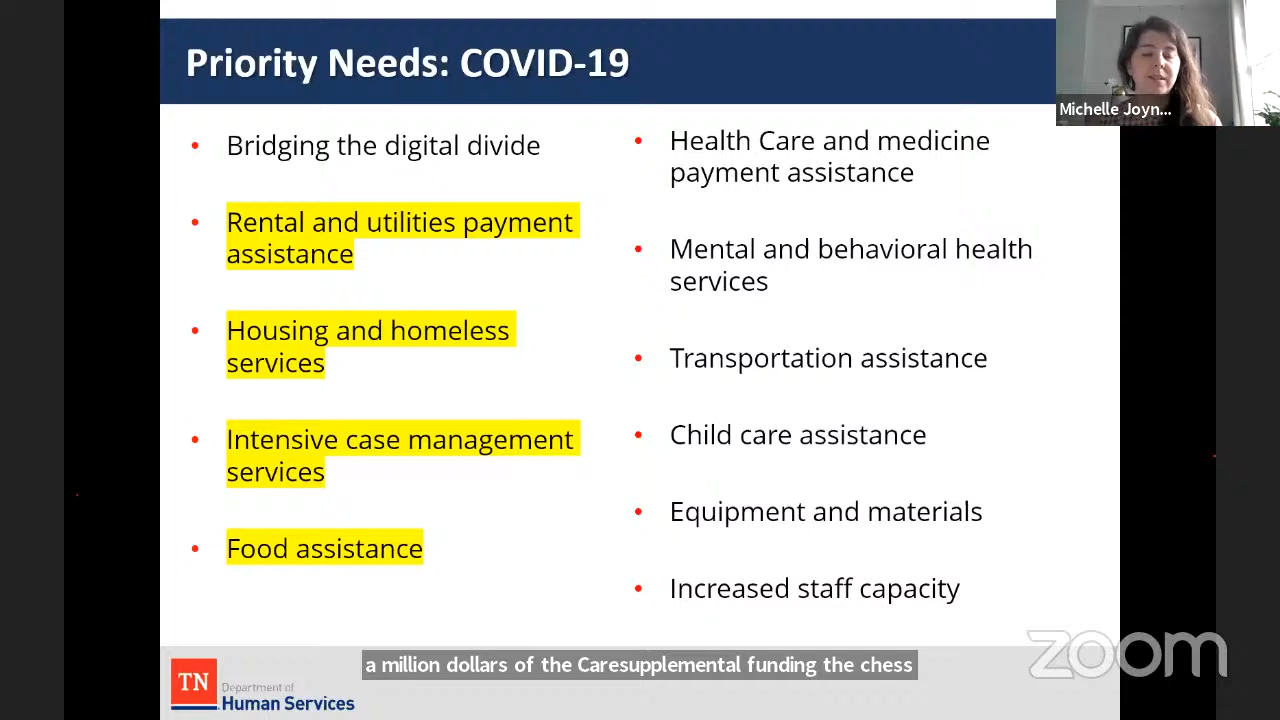 Priority Needs: COVID-19
Michelle Joyn...
• Bridging the digital divide
• Rental and utilities payment
assistance
• Housing and homeless
services
• Intensive case management
services
• Food assistance
• Health Care and medicine
payment assistance
• Mental and behavioral health
services
• Transportation assistance
• Child care assistance
• Equipment and materials
• Increased staff capacity
zoom
a million dollars of the Caresupplemental funding the chess
TN
Department of
Human Services